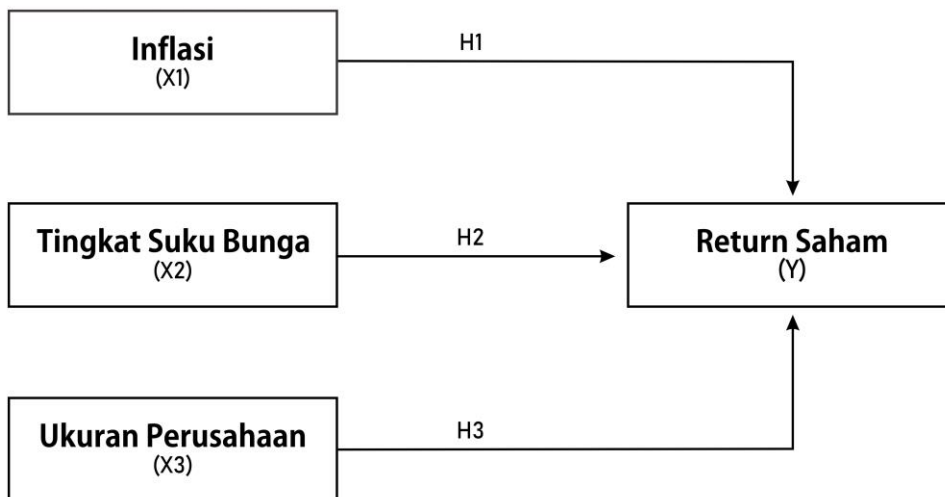 Inflasi
(X1)
H1
Tingkat Suku Bunga
(X2)
H2
Return Saham
(Y)
Ukuran Perusahaan
(X3)
H3